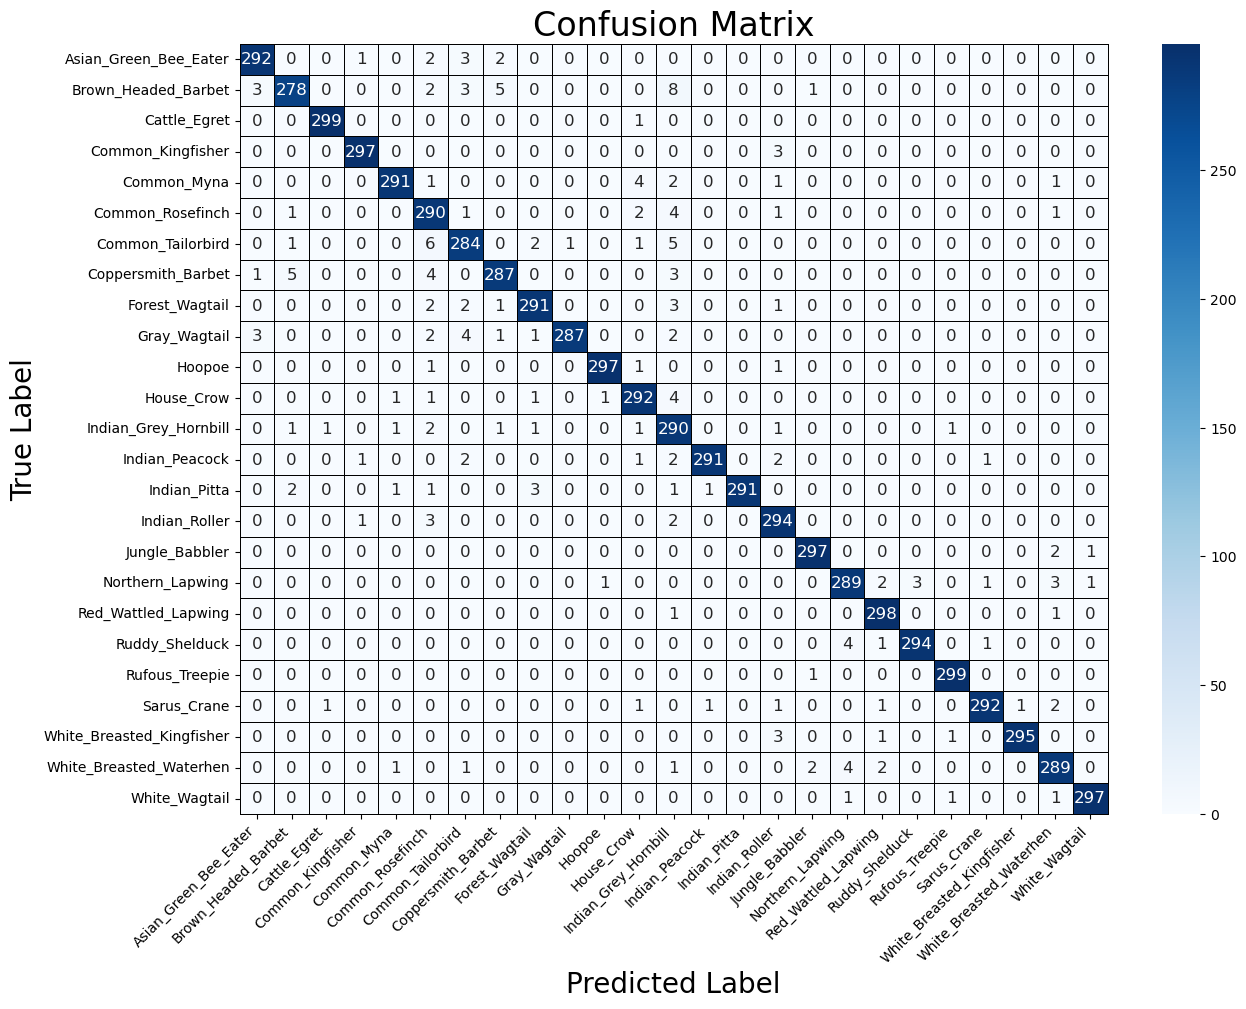 Confusion Matrix
Asian_Green_Bee_Eater 292 0 0 1 0 2 3 2 0 0 0 0 0 0 0 0 0 0 0 0 0 0 0 0 0
Brown_Headed_Barbet 3 278 0 0 0 2 3 5 0 0 0 0 8 0 0 0 1 0 0 0 0 0 0 0 0
Cattle_Egret 0 0 299 0 0 0 0 0 0 0 0 1 0 0 0 0 0 0 0 0 0 0 0 0 0
Common_Kingfisher 0 0 0 297 0 0 0 0 0 0 0 0 0 0 0 3 0 0 0 0 0 0 0 0 0
Common_Myna 0 0 0 0 291 1 0 0 0 0 0 4 2 0 0 1 0 0 0 0 0 0 0 1 0
Common_Rosefinch 0 1 0 0 0 290 1 0 0 0 0 2 4 0 0 1 0 0 0 0 0 0 0 1 0
Common_Tailorbird 0 1 0 0 0 6 284 0 2 1 0 1 5 0 0 0 0 0 0 0 0 0 0 0 0
Coppersmith_Barbet 1 5 0 0 0 4 0 287 0 0 0 0 3 0 0 0 0 0 0 0 0 0 0 0 0
Forest_Wagtail 0 0 0 0 0 2 2 1 291 0 0 0 3 0 0 1 0 0 0 0 0 0 0 0 0
Gray_Wagtail 3 0 0 0 0 2 4 1 1 287 0 0 2 0 0 0 0 0 0 0 0 0 0 0 0
Hoopoe 0 0 0 0 0 1 0 0 0 0 297 1 0 0 0 1 0 0 0 0 0 0 0 0 0
House_Crow 0 0 0 0 1 1 0 0 1 0 1 292 4 0 0 0 0 0 0 0 0 0 0 0 0
Indian_Grey_Hornbill 0 1 1 0 1 2 0 1 1 0 0 1 290 0 0 1 0 0 0 0 1 0 0 0 0
Indian_Peacock 0 0 0 1 0 0 2 0 0 0 0 1 2 291 0 2 0 0 0 0 0 1 0 0 0
Indian_Pitta 0 2 0 0 1 1 0 0 3 0 0 0 1 1 291 0 0 0 0 0 0 0 0 0 0
Indian_Roller 0 0 0 1 0 3 0 0 0 0 0 0 2 0 0 294 0 0 0 0 0 0 0 0 0
Jungle_Babbler 0 0 0 0 0 0 0 0 0 0 0 0 0 0 0 0 297 0 0 0 0 0 0 2 1
Northern_Lapwing 0 0 0 0 0 0 0 0 0 0 1 0 0 0 0 0 0 289 2 3 0 1 0 3 1
Red_Wattled_Lapwing 0 0 0 0 0 0 0 0 0 0 0 0 1 0 0 0 0 0 298 0 0 0 0 1 0
Ruddy_Shelduck 0 0 0 0 0 0 0 0 0 0 0 0 0 0 0 0 0 4 1 294 0 1 0 0 0
Rufous_Treepie 0 0 0 0 0 0 0 0 0 0 0 0 0 0 0 0 1 0 0 0 299 0 0 0 0
Sarus_Crane 0 0 1 0 0 0 0 0 0 0 0 1 0 1 0 1 0 0 1 0 0 292 1 2 0
White_Breasted_Kingfisher 0 0 0 0 0 0 0 0 0 0 0 0 0 0 0 3 0 0 1 0 1 0 295 0 0
White_Breasted_Waterhen 0 0 0 0 1 0 1 0 0 0 0 0 1 0 0 0 2 4 2 0 0 0 0 289 0
White_Wagtail 0 0 0 0 0 0 0 0 0 0 0 0 0 0 0 0 0 1 0 0 1 0 0 1 297
True Label
Asian_Green_Bee_Eater
Brown_Headed_Barbet
Cattle_Egret
Common_Kingfisher
Common_Myna
Common_Rosefinch
Common_Tailorbird
Coppersmith_Barbet
Forest_Wagtail
Gray_Wagtail
Hoopoe
House_Crow
Indian_Grey_Hornbill
Indian_Peacock
Indian_Pitta
Indian_Roller
Jungle_Babbler
Northern_Lapwing
Red_Wattled_Lapwing
Ruddy_Shelduck
Rufous_Treepie
Sarus_Crane
White_Breasted_Kingfisher
White_Breasted_Waterhen
White_Wagtail
Predicted Label
250
200
150
100
50
0